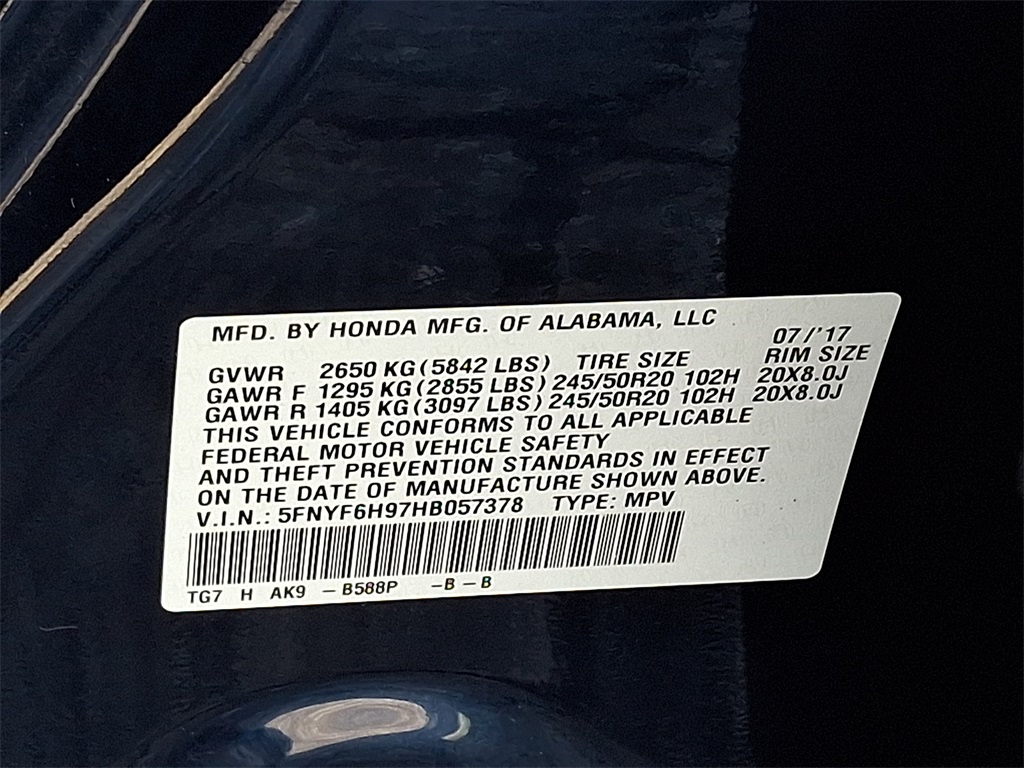 MFD. BY HONDA MFG. OF ALABAMA, LLC
07/'17
GVWR 2650 KG (5842 LBS) TIRE SIZE RIM SIZE
GAWR F 1295 KG (2855 LBS) 245/50R20 102H 20X8.0J
GAWR R 1405 KG (3097 LBS) 245/50R20 102H 20X8.0J
THIS VEHICLE CONFORMS TO ALL APPLICABLE
FEDERAL MOTOR VEHICLE SAFETY
AND THEFT PREVENTION STANDARDS IN EFFECT
ON THE DATE OF MANUFACTURE SHOWN ABOVE.
V.I.N.: 5FNYF6H97HB057378 TYPE: MPV
TG7 H AK9 – B588P –B – B